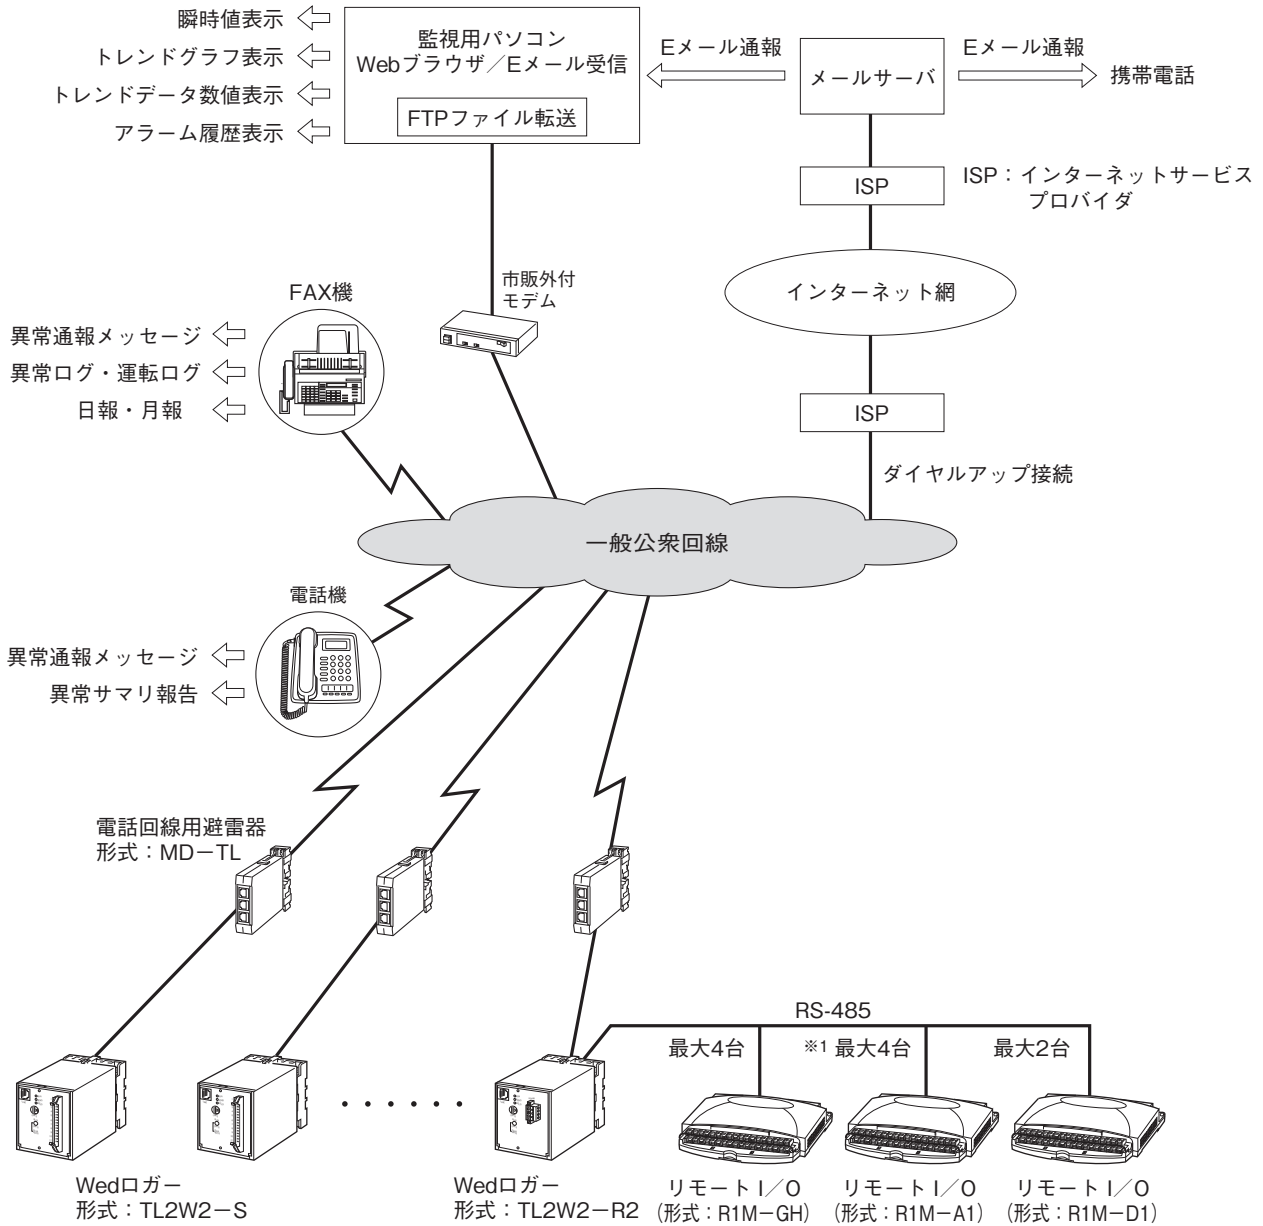 瞬時値表示
トレンドグラフ表示
トレンドデータ数値表示
アラーム履歴表示
監視用パソコン
Webブラウザ／Eメール受信
FTPファイル転送
Eメール通報
メールサーバ
Eメール通報
携帯電話
ISP
ISP：インターネットサービス
プロバイダ
インターネット網
市販外付
モデム
FAX機
異常通報メッセージ
異常ログ・運転ログ
日報・月報
ISP
ダイヤルアップ接続
一般公衆回線
電話機
異常通報メッセージ
異常サマリ報告
電話回線用避雷器
形式：MD－TL
RS-485
最大4台
※1 最大4台
最大2台
Wedロガー
形式：TL2W2－S
Wedロガー
形式：TL2W2－R2
リモートI／O
（形式：R1M－GH）
リモートI／O
（形式：R1M－A1）
リモートI／O
（形式：R1M－D1）